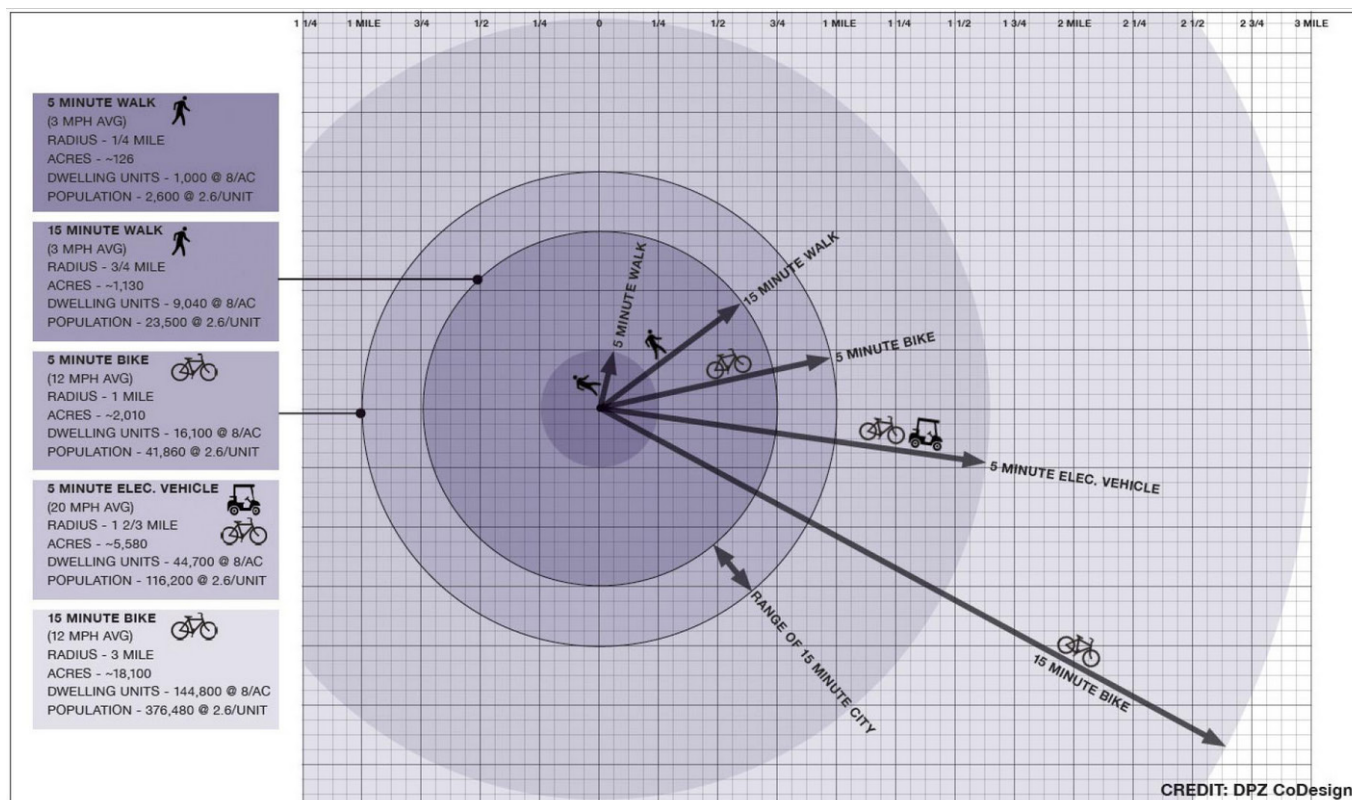 1 1/4 1 MILE 3/4 1/2 1/4 0 1/4 1/2 3/4 1 MILE 1 1/4 1 1/2 1 3/4 2 MILE 2 1/4 2 1/2 2 3/4 3 MILE
5 MINUTE WALK
(3 MPH AVG)
RADIUS - 1/4 MILE
ACRES - ~126
DWELLING UNITS - 1,000 @ 8/AC
POPULATION - 2,600 @ 2.6/UNIT
15 MINUTE WALK
(3 MPH AVG)
RADIUS - 3/4 MILE
ACRES - ~1,130
DWELLING UNITS - 9,040 @ 8/AC
POPULATION - 23,500 @ 2.6/UNIT
5 MINUTE BIKE
(12 MPH AVG)
RADIUS - 1 MILE
ACRES - ~2,010
DWELLING UNITS - 16,100 @ 8/AC
POPULATION - 41,860 @ 2.6/UNIT
5 MINUTE ELEC. VEHICLE
(20 MPH AVG)
RADIUS - 1 2/3 MILE
ACRES - ~5,580
DWELLING UNITS - 44,700 @ 8/AC
POPULATION - 116,200 @ 2.6/UNIT
15 MINUTE BIKE
(12 MPH AVG)
RADIUS - 3 MILE
ACRES - ~18,100
DWELLING UNITS - 144,800 @ 8/AC
POPULATION - 376,480 @ 2.6/UNIT
5 MINUTE WALK
15 MINUTE WALK
5 MINUTE BIKE
5 MINUTE ELEC. VEHICLE
RANGE OF 15 MINUTE CITY
15 MINUTE BIKE
CREDIT: DPZ CoDesign